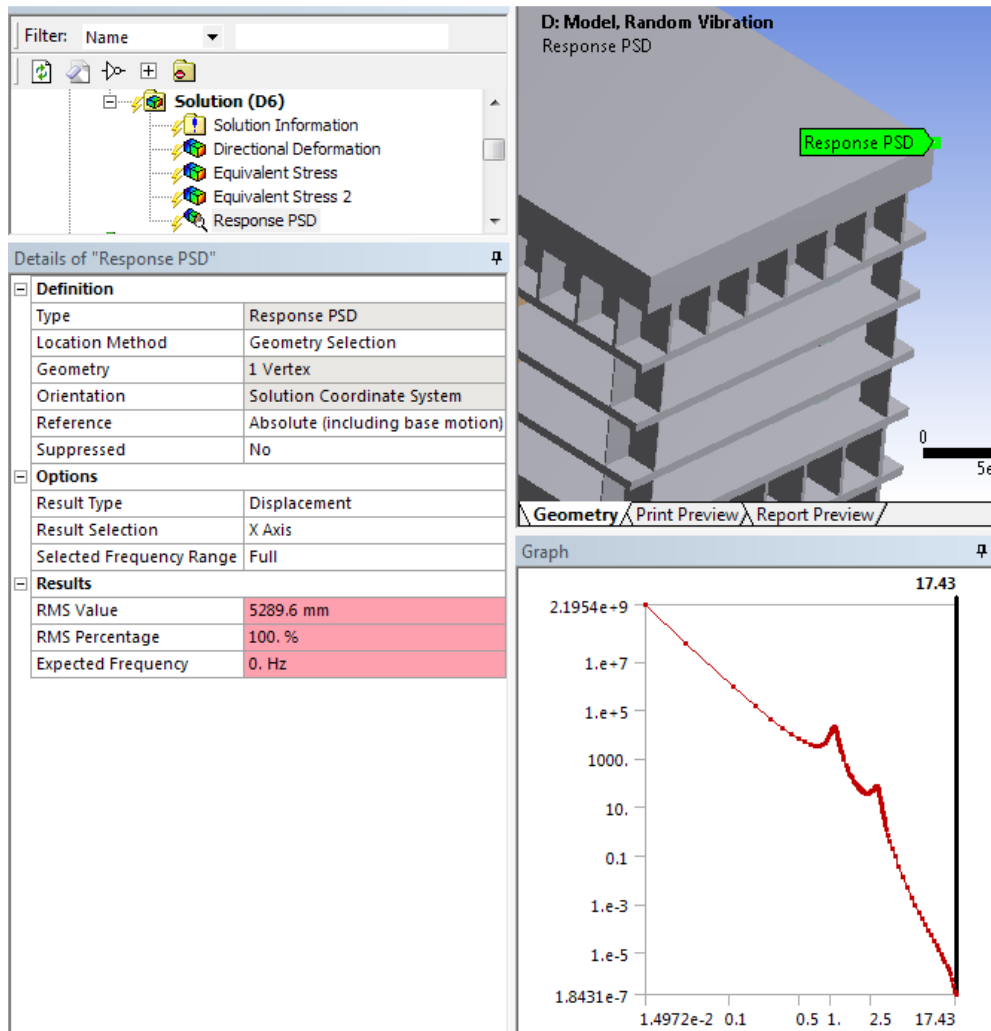 Filter: Name
Solution (D6)
Solution Information
Directional Deformation
Equivalent Stress
Equivalent Stress 2
Response PSD
Details of "Response PSD"
Definition
Type Response PSD
Location Method Geometry Selection
Geometry 1 Vertex
Orientation Solution Coordinate System
Reference Absolute (including base motion)
Suppressed No
Options
Result Type Displacement
Result Selection X Axis
Selected Frequency Range Full
Results
RMS Value 5289.6 mm
RMS Percentage 100. %
Expected Frequency 0. Hz
D: Model, Random Vibration
Response PSD
Response PSD
0
5e
Geometry Print Preview Report Preview
Graph
17.43
2.1954e+9
1.e+7
1.e+5
1000.
10.
0.1
1.e-3
1.e-5
1.8431e-7
1.4972e-2 0.1 0.5 1. 2.5 17.43